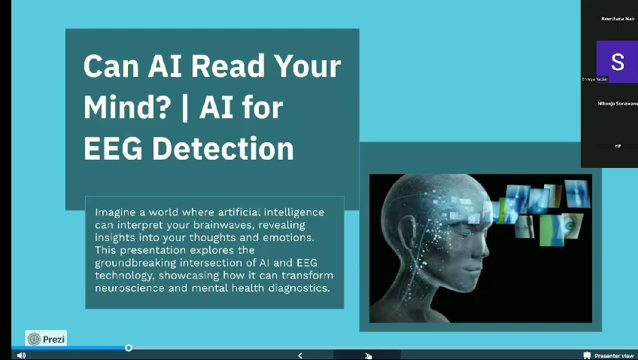 Can AI Read Your
Mind? | AI for
EEG Detection
Imagine a world where artificial intelligence
can interpret your brainwaves, revealing
insights into your thoughts and emotions.
This presentation explores the
groundbreaking intersection of AI and EEG
technology, showcasing how it can transform
neuroscience and mental health diagnostics.
S
Prezi
Presenter view